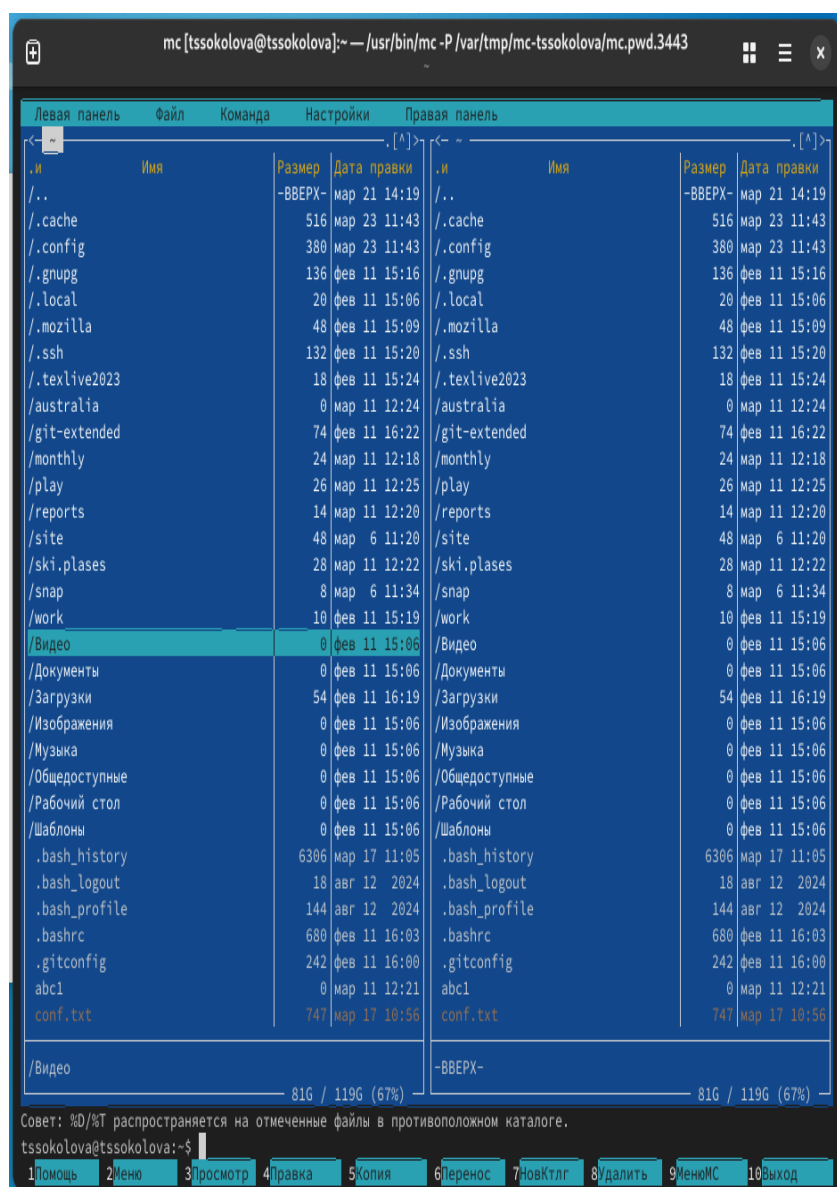 mc [tssokolova@tssokolova]:~ — /usr/bin/mc -P /var/tmp/mc-tssokolova/mc.pwd.3443
~
Левая панель Файл Команда Настройки Правая панель
<- ~ .[^]> <- ~ .[^]>
.и Имя Размер Дата правки .и Имя Размер Дата правки
/.. -ВВЕРХ- мар 21 14:19 /.. -ВВЕРХ- мар 21 14:19
/.cache 516 мар 23 11:43 /.cache 516 мар 23 11:43
/.config 380 мар 23 11:43 /.config 380 мар 23 11:43
/.gnupg 136 фев 11 15:16 /.gnupg 136 фев 11 15:16
/.local 20 фев 11 15:06 /.local 20 фев 11 15:06
/.mozilla 48 фев 11 15:09 /.mozilla 48 фев 11 15:09
/.ssh 132 фев 11 15:20 /.ssh 132 фев 11 15:20
/.texlive2023 18 фев 11 15:24 /.texlive2023 18 фев 11 15:24
/australia 0 мар 11 12:24 /australia 0 мар 11 12:24
/git-extended 74 фев 11 16:22 /git-extended 74 фев 11 16:22
/monthly 24 мар 11 12:18 /monthly 24 мар 11 12:18
/play 26 мар 11 12:25 /play 26 мар 11 12:25
/reports 14 мар 11 12:20 /reports 14 мар 11 12:20
/site 48 мар 6 11:20 /site 48 мар 6 11:20
/ski.plases 28 мар 11 12:22 /ski.plases 28 мар 11 12:22
/snap 8 мар 6 11:34 /snap 8 мар 6 11:34
/work 10 фев 11 15:19 /work 10 фев 11 15:19
/Видео 0 фев 11 15:06 /Видео 0 фев 11 15:06
/Документы 0 фев 11 15:06 /Документы 0 фев 11 15:06
/Загрузки 54 фев 11 16:19 /Загрузки 54 фев 11 16:19
/Изображения 0 фев 11 15:06 /Изображения 0 фев 11 15:06
/Музыка 0 фев 11 15:06 /Музыка 0 фев 11 15:06
/Общедоступные 0 фев 11 15:06 /Общедоступные 0 фев 11 15:06
/Рабочий стол 0 фев 11 15:06 /Рабочий стол 0 фев 11 15:06
/Шаблоны 0 фев 11 15:06 /Шаблоны 0 фев 11 15:06
.bash_history 6306 мар 17 11:05 .bash_history 6306 мар 17 11:05
.bash_logout 18 авг 12 2024 .bash_logout 18 авг 12 2024
.bash_profile 144 авг 12 2024 .bash_profile 144 авг 12 2024
.bashrc 680 фев 11 16:03 .bashrc 680 фев 11 16:03
.gitconfig 242 фев 11 16:00 .gitconfig 242 фев 11 16:00
abc1 0 мар 11 12:21 abc1 0 мар 11 12:21
conf.txt 747 мар 17 10:56 conf.txt 747 мар 17 10:56
/Видео -ВВЕРХ-
81G / 119G (67%) 81G / 119G (67%)
Совет: %D/%T распространяется на отмеченные файлы в противоположном каталоге.
tssokolova@tssokolova:~$
1Помощь 2Меню 3Просмотр 4Правка 5Копия 6Перенос 7НовКтлг 8Удалить 9МенюМС 10Выход